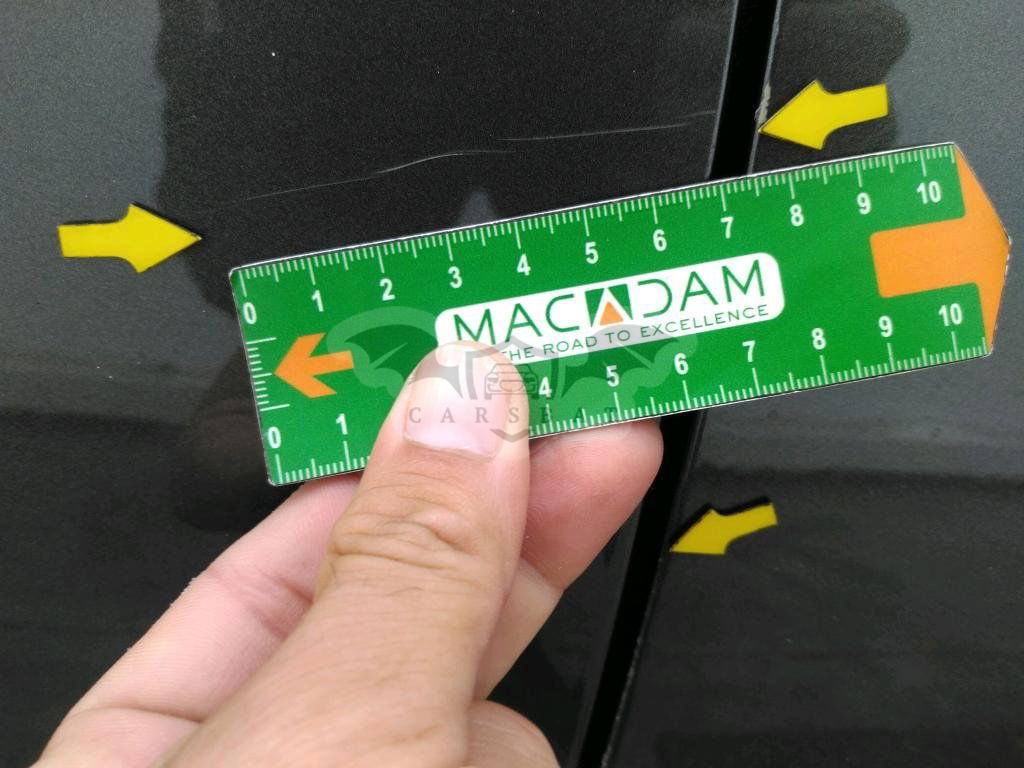 0 1 2 3 4 5 6 7 8 9 10
MACADAM
THE ROAD TO EXCELLENCE
CARSBAT
0 1 4 5 6 7 8 9 10